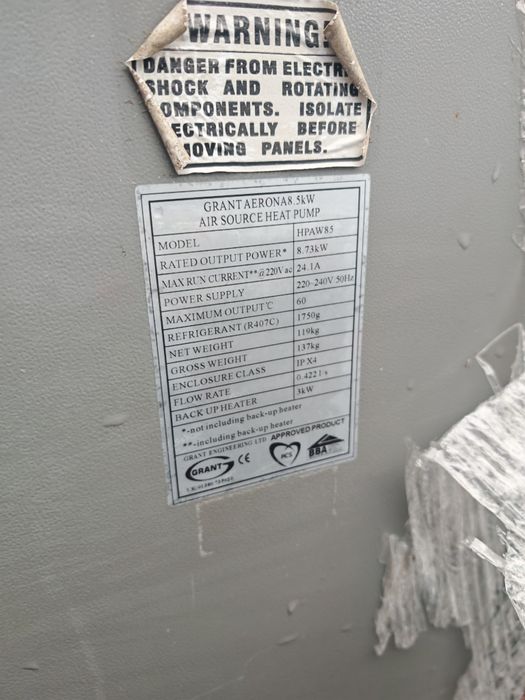 WARNING!
DANGER FROM ELECTRI
SHOCK AND ROTATING
OMPONENTS. ISOLATE
ECTRICALLY BEFORE
MOVING PANELS.
GRANT AERONA8.5kW
AIR SOURCE HEAT PUMP
MODEL HPAW85
RATED OUTPUT POWER* 8.73kW
MAX RUN CURRENT**@220Vac 24.1A
POWER SUPPLY 220-240V 50Hz
MAXIMUM OUTPUT℃ 60
REFRIGERANT (R407C) 1750g
NET WEIGHT 119kg
GROSS WEIGHT 137kg
ENCLOSURE CLASS IP X4
FLOW RATE 0.422 l/s
BACK UP HEATER 3kW
*-not including back-up heater
**-including back-up heater
GRANT ENGINEERING LTD APPROVED PRODUCT
GRANT CE PCS BBA